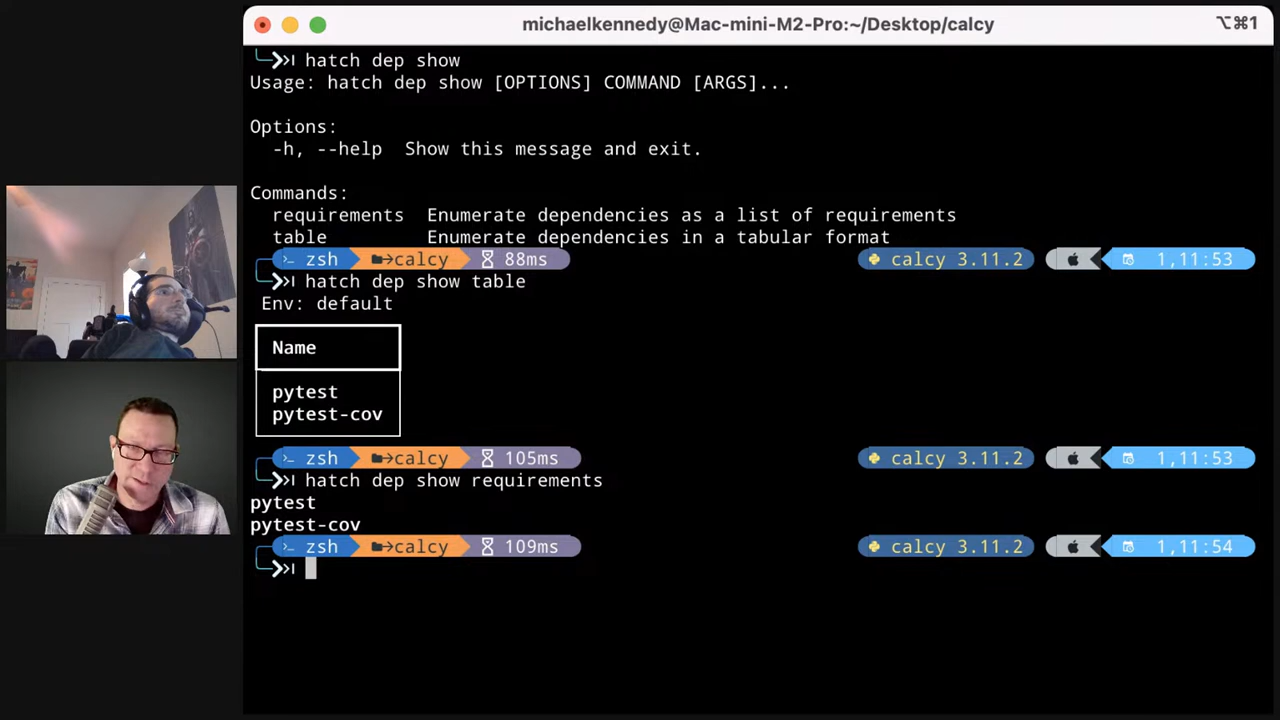 michaelkennedy@Mac-mini-M2-Pro:~/Desktop/calcy ⌥⌘1
hatch dep show
Usage: hatch dep show [OPTIONS] COMMAND [ARGS]...
Options:
-h, --help Show this message and exit.
Commands:
requirements Enumerate dependencies as a list of requirements
table Enumerate dependencies in a tabular format
zsh calcy 88ms calcy 3.11.2 1,11:53
hatch dep show table
Env: default
Name
pytest
pytest-cov
zsh calcy 105ms calcy 3.11.2 1,11:53
hatch dep show requirements
pytest
pytest-cov
zsh calcy 109ms calcy 3.11.2 1,11:54